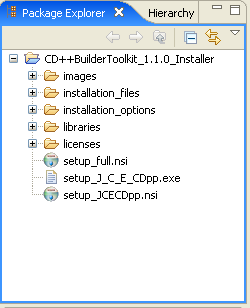 Package Explorer Hierarchy
CD++BuilderToolkit_1.1.0_Installer
images
installation_files
installation_options
libraries
licenses
setup_full.nsi
setup_J_C_E_CDpp.exe
setup_JCECDpp.nsi